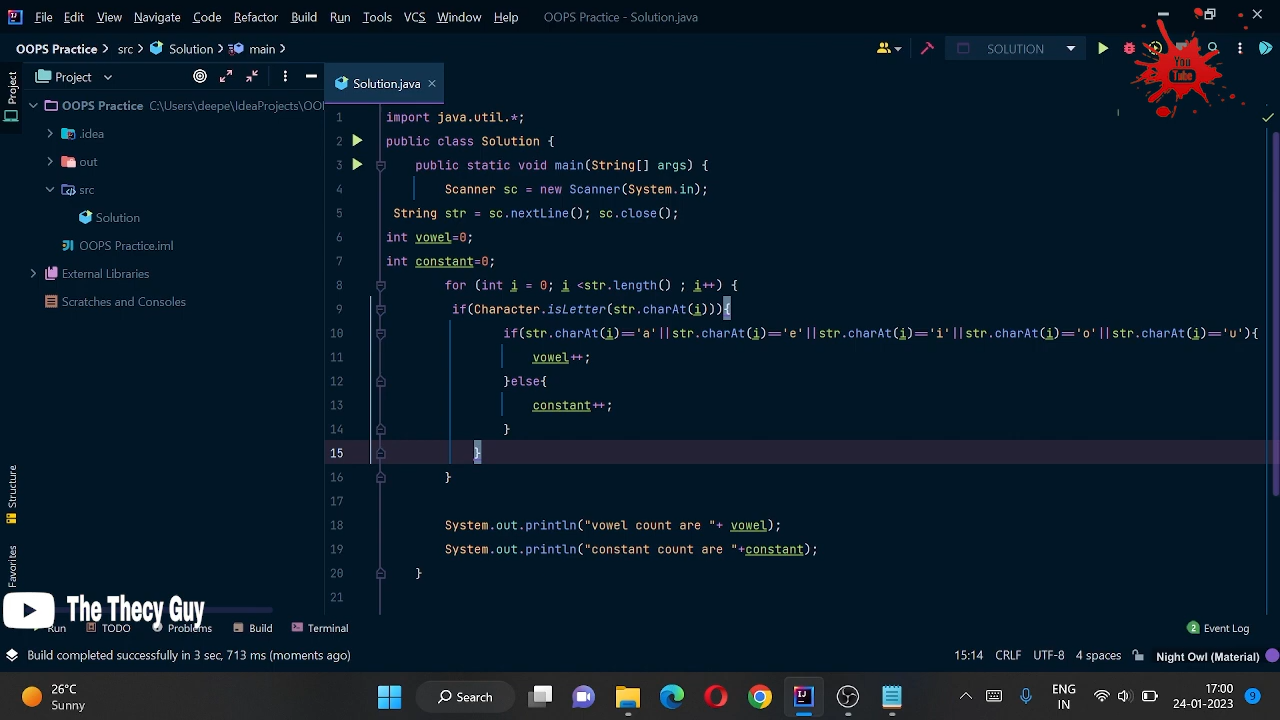 File Edit View Navigate Code Refactor Build Run Tools VCS Window Help OOPS Practice - Solution.java
OOPS Practice > src > Solution > main > SOLUTION
You
Tube
Project
Project
Solution.java
OOPS Practice C:\Users\deepe\IdeaProjects\OO
.idea
out
src
Solution
OOPS Practice.iml
External Libraries
Scratches and Consoles
1 import java.util.*;
2 public class Solution {
3 public static void main(String[] args) {
4 Scanner sc = new Scanner(System.in);
5 String str = sc.nextLine(); sc.close();
6 int vowel=0;
7 int constant=0;
8 for (int i = 0; i <str.length() ; i++) {
9 if(Character.isLetter(str.charAt(i))){
10 if(str.charAt(i)=='a'||str.charAt(i)=='e'||str.charAt(i)=='i'||str.charAt(i)=='o'||str.charAt(i)=='u'){
11 vowel++;
12 }else{
13 constant++;
14 }
15 }
16 }
17
18 System.out.println("vowel count are "+ vowel);
19 System.out.println("constant count are "+constant);
20 }
21
Structure
Favorites
The Thecy Guy
Run TODO Problems Build Terminal 2 Event Log
Build completed successfully in 3 sec, 713 ms (moments ago) 15:14 CRLF UTF-8 4 spaces Night Owl (Material)
26°C
Sunny
Search
ENG
IN
17:00
24-01-2023
9